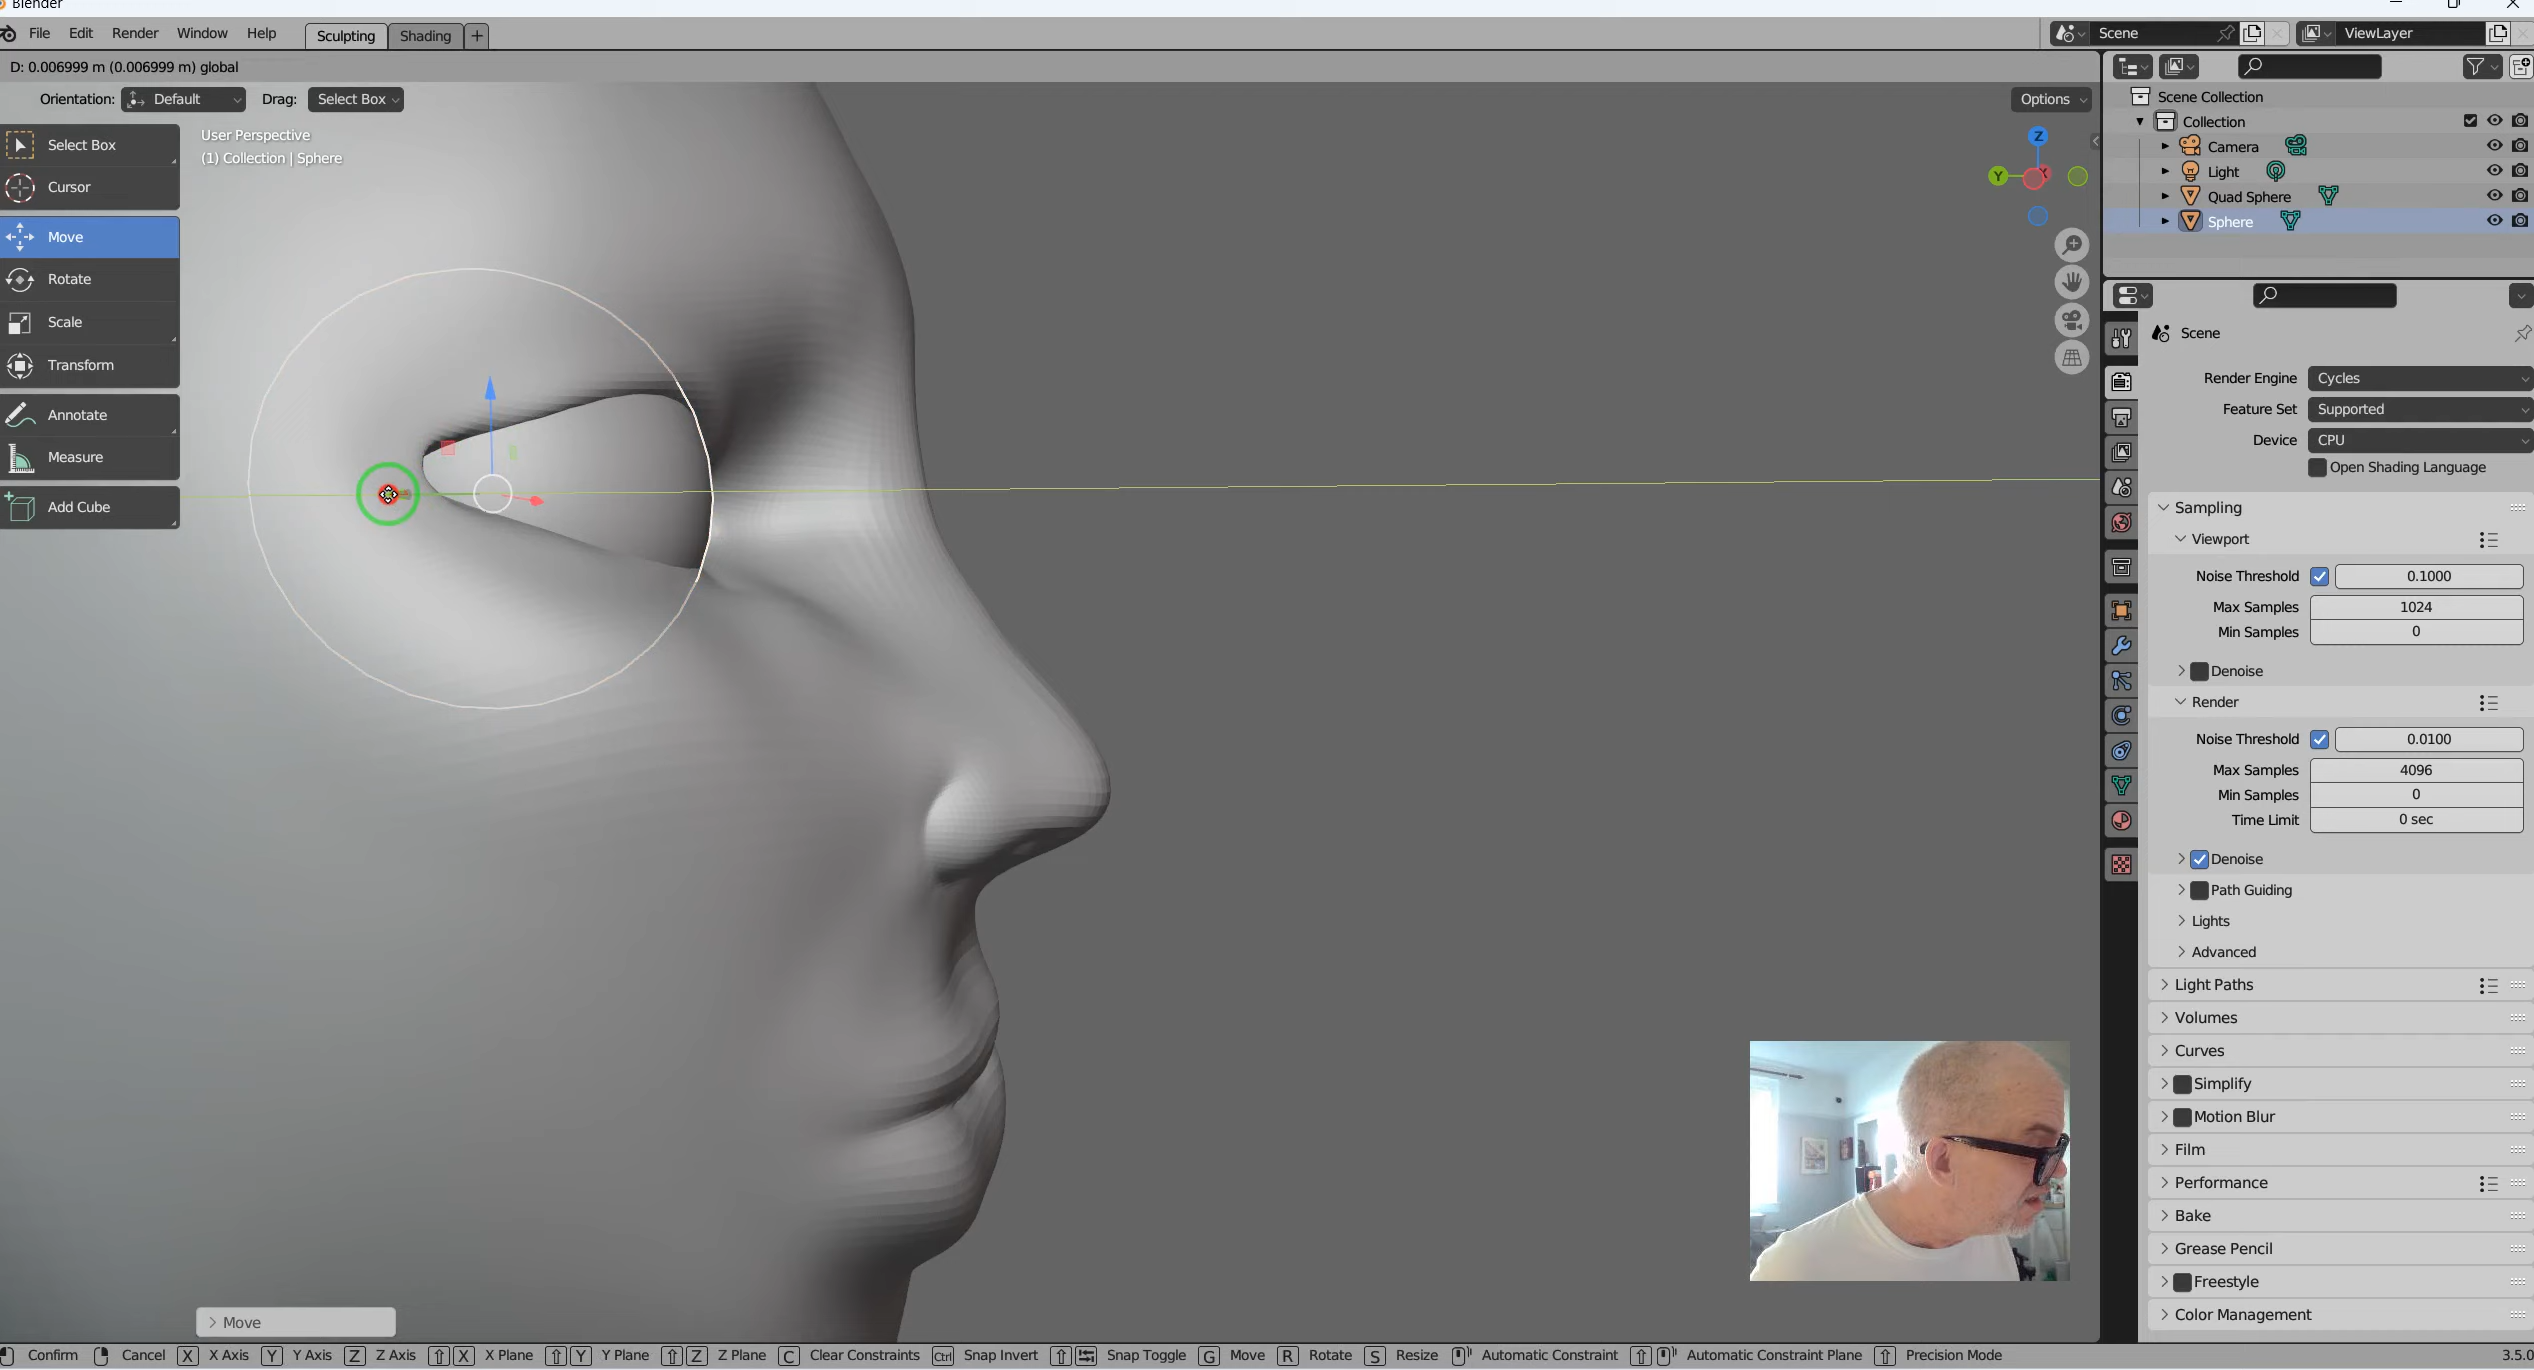 Blender
File Edit Render Window Help Sculpting Shading + Scene ViewLayer
D: 0.006999 m (0.006999 m) global
Orientation: Default Drag: Select Box Options
User Perspective
(1) Collection | Sphere
Select Box
Cursor
Move
Rotate
Scale
Transform
Annotate
Measure
Add Cube
Z
Y
X
Scene Collection
Collection
Camera
Light
Quad Sphere
Sphere
Scene
Render Engine Cycles
Feature Set Supported
Device CPU
Open Shading Language
Sampling
Viewport
Noise Threshold 0.1000
Max Samples 1024
Min Samples 0
Denoise
Render
Noise Threshold 0.0100
Max Samples 4096
Min Samples 0
Time Limit 0 sec
Denoise
Path Guiding
Lights
Advanced
Light Paths
Volumes
Curves
Simplify
Motion Blur
Film
Performance
Bake
Grease Pencil
Freestyle
Color Management
> Move
Confirm Cancel X X Axis Y Y Axis Z Z Axis X X Plane Y Y Plane Z Z Plane C Clear Constraints Ctrl Snap Invert Snap Toggle G Move R Rotate S Resize Automatic Constraint Automatic Constraint Plane Precision Mode 3.5.0